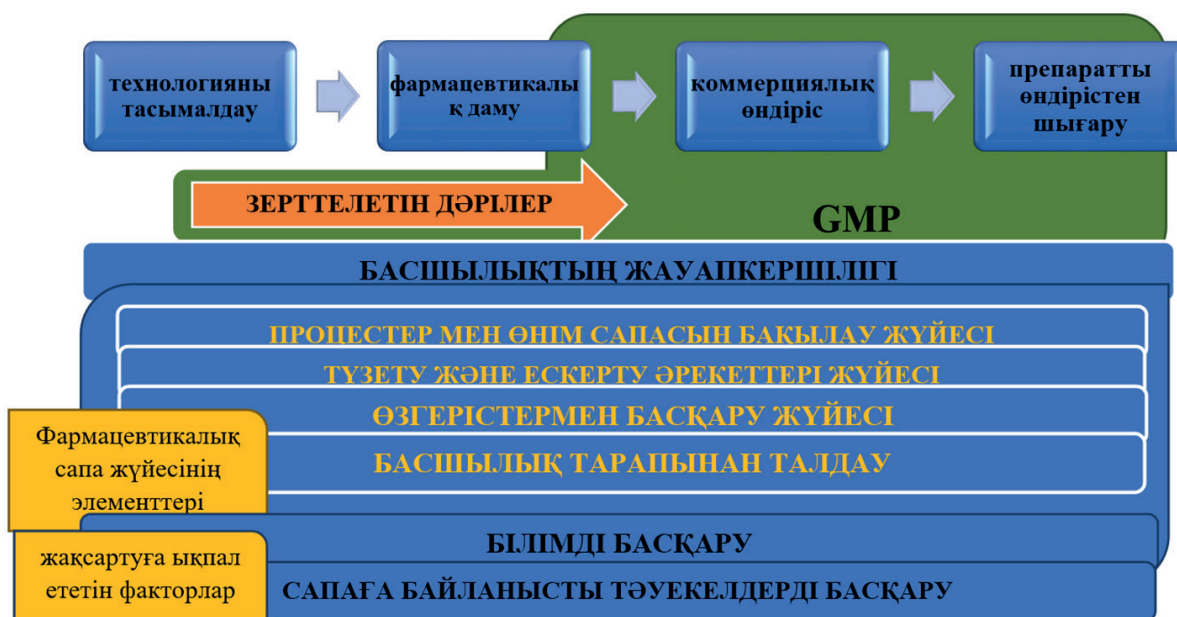 технологияны
тасымалдау
фармацевтикалы
қ даму
коммерциялық
өндіріс
препаратты
өндірістен
шығару
ЗЕРТТЕЛЕТІН ДӘРІЛЕР
GMP
БАСШЫЛЫҚТЫҢ ЖАУАПКЕРШІЛІГІ
ПРОЦЕСТЕР МЕН ӨНІМ САПАСЫН БАҚЫЛАУ ЖҮЙЕСІ
ТҮЗЕТУ ЖӘНЕ ЕСКЕРТУ ӘРЕКЕТТЕРІ ЖҮЙЕСІ
ӨЗГЕРІСТЕРМЕН БАСҚАРУ ЖҮЙЕСІ
БАСШЫЛЫҚ ТАРАПЫНАН ТАЛДАУ
Фармацевтикалық
сапа жүйесінің
элементтері
БІЛІМДІ БАСҚАРУ
жақсартуға ықпал
ететін факторлар
САПАҒА БАЙЛАНЫСТЫ ТӘУЕКЕЛДЕРДІ БАСҚАРУ